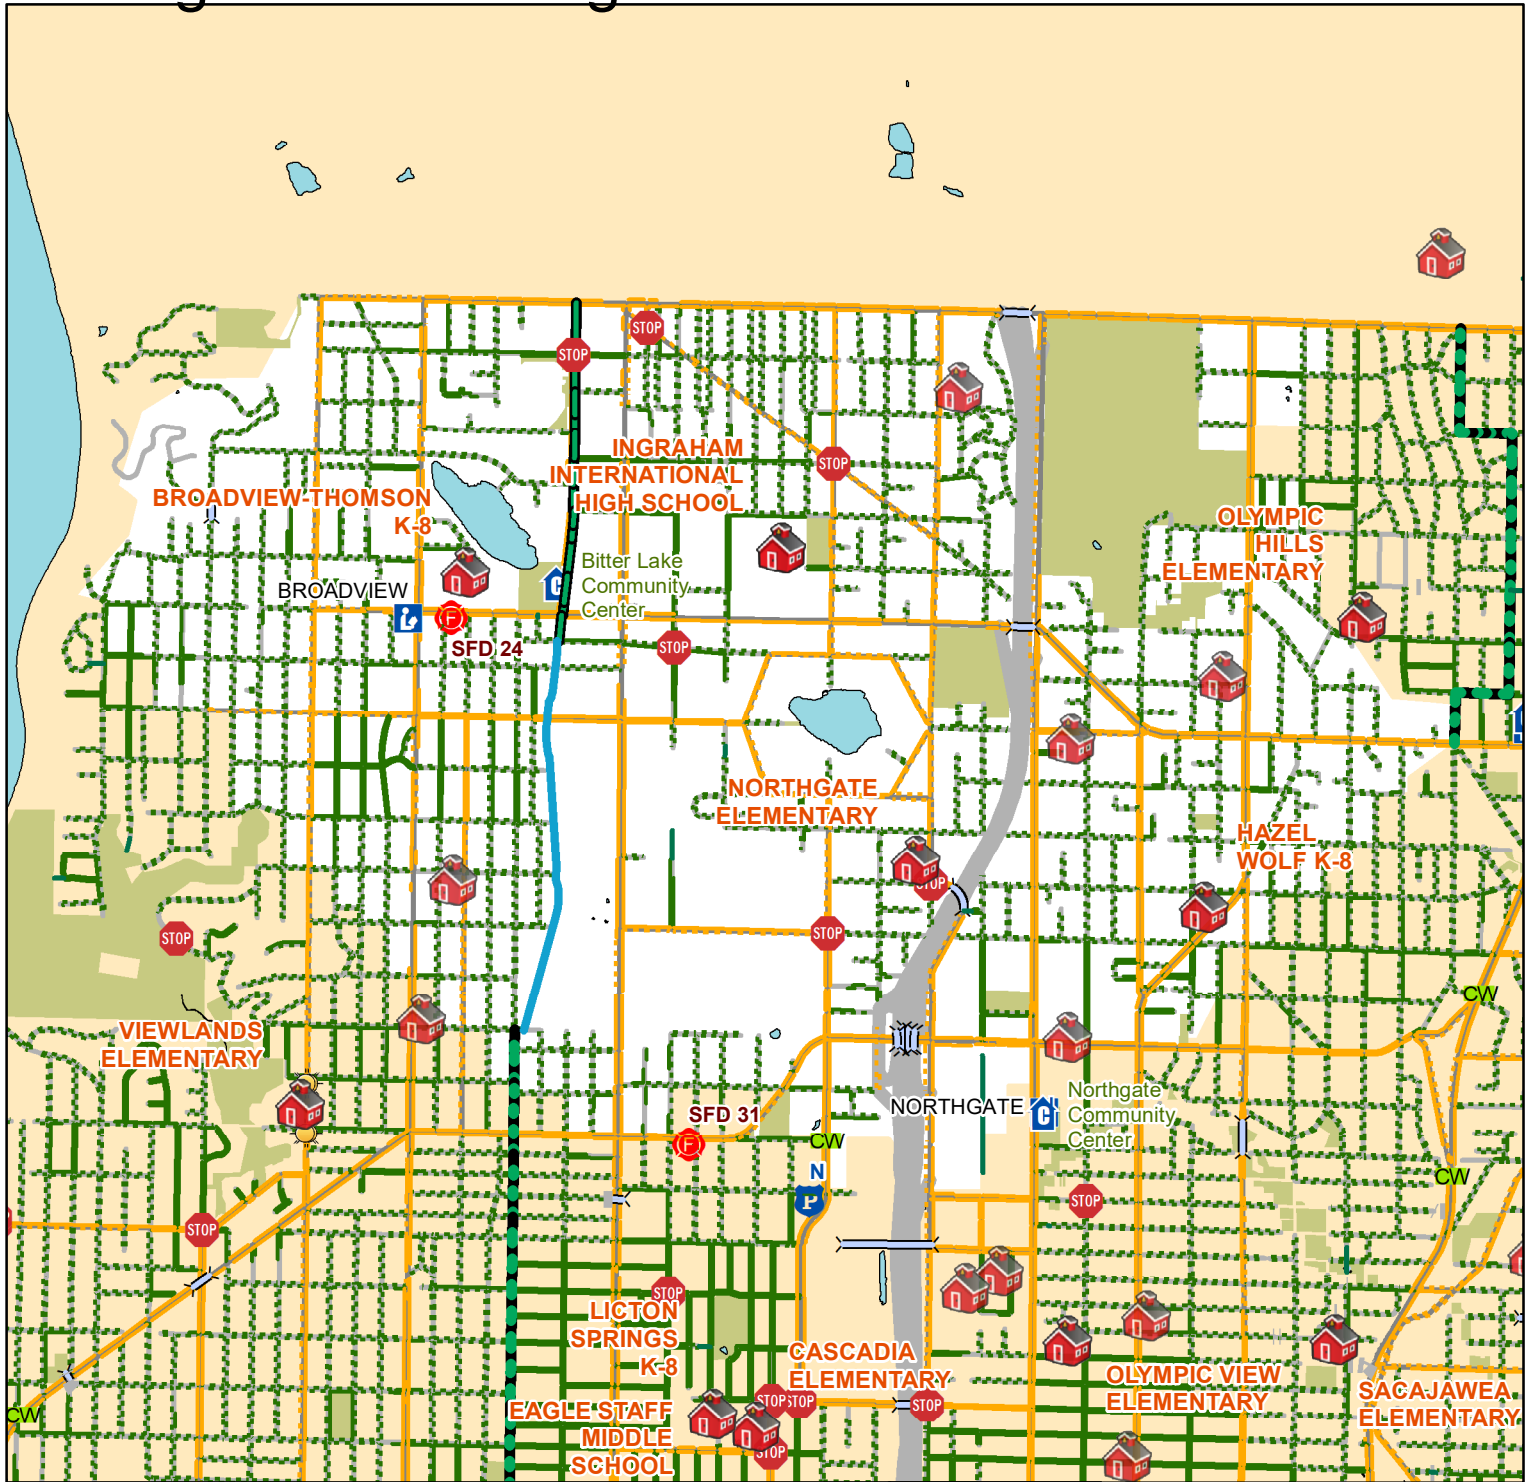 STOP
STOP
INGRAHAM
INTERNATIONAL
HIGH SCHOOL
STOP
BROADVIEW-THOMSON
K-8
OLYMPIC
HILLS
ELEMENTARY
Bitter Lake
Community
Center
C
BROADVIEW
F
SFD 24
STOP
NORTHGATE
ELEMENTARY
HAZEL
WOLF K-8
STOP
STOP
STOP
CW
VIEWLANDS
ELEMENTARY
SFD 31
F
NORTHGATE
C
Northgate
Community
Center
CW
N
P
CW
STOP
STOP
STOP
LICTON
SPRINGS
K-8
CASCADIA
ELEMENTARY
OLYMPIC VIEW
ELEMENTARY
SACAJAWEA
ELEMENTARY
CW
EAGLE STAFF
MIDDLE
SCHOOL
STOP
STOP
STOP
STOP